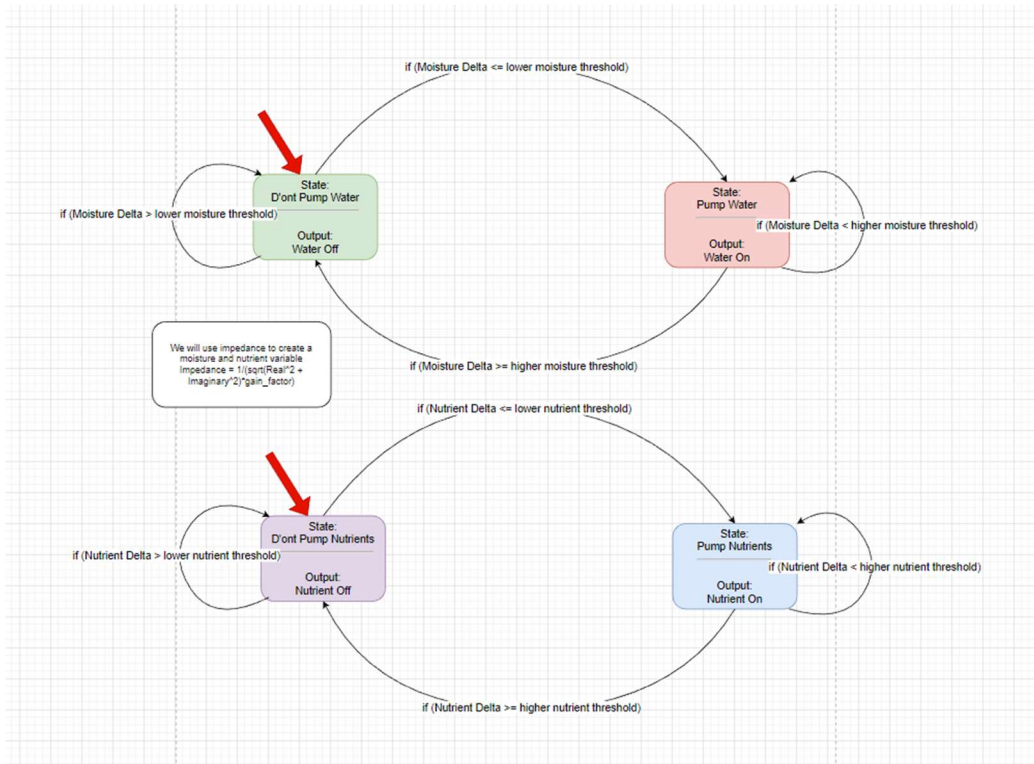 if (Moisture Delta <= lower moisture threshold)
State:
D'ont Pump Water
Output:
Water Off
if (Moisture Delta > lower moisture threshold)
State:
Pump Water
Output:
Water On
if (Moisture Delta < higher moisture threshold)
if (Moisture Delta >= higher moisture threshold)
We will use impedance to create a
moisture and nutrient variable
Impedance = 1/(sqrt(Real^2 +
Imaginary^2)*gain_factor)
if (Nutrient Delta <= lower nutrient threshold)
State:
D'ont Pump Nutrients
Output:
Nutrient Off
if (Nutrient Delta > lower nutrient threshold)
State:
Pump Nutrients
Output:
Nutrient On
if (Nutrient Delta < higher nutrient threshold)
if (Nutrient Delta >= higher nutrient threshold)